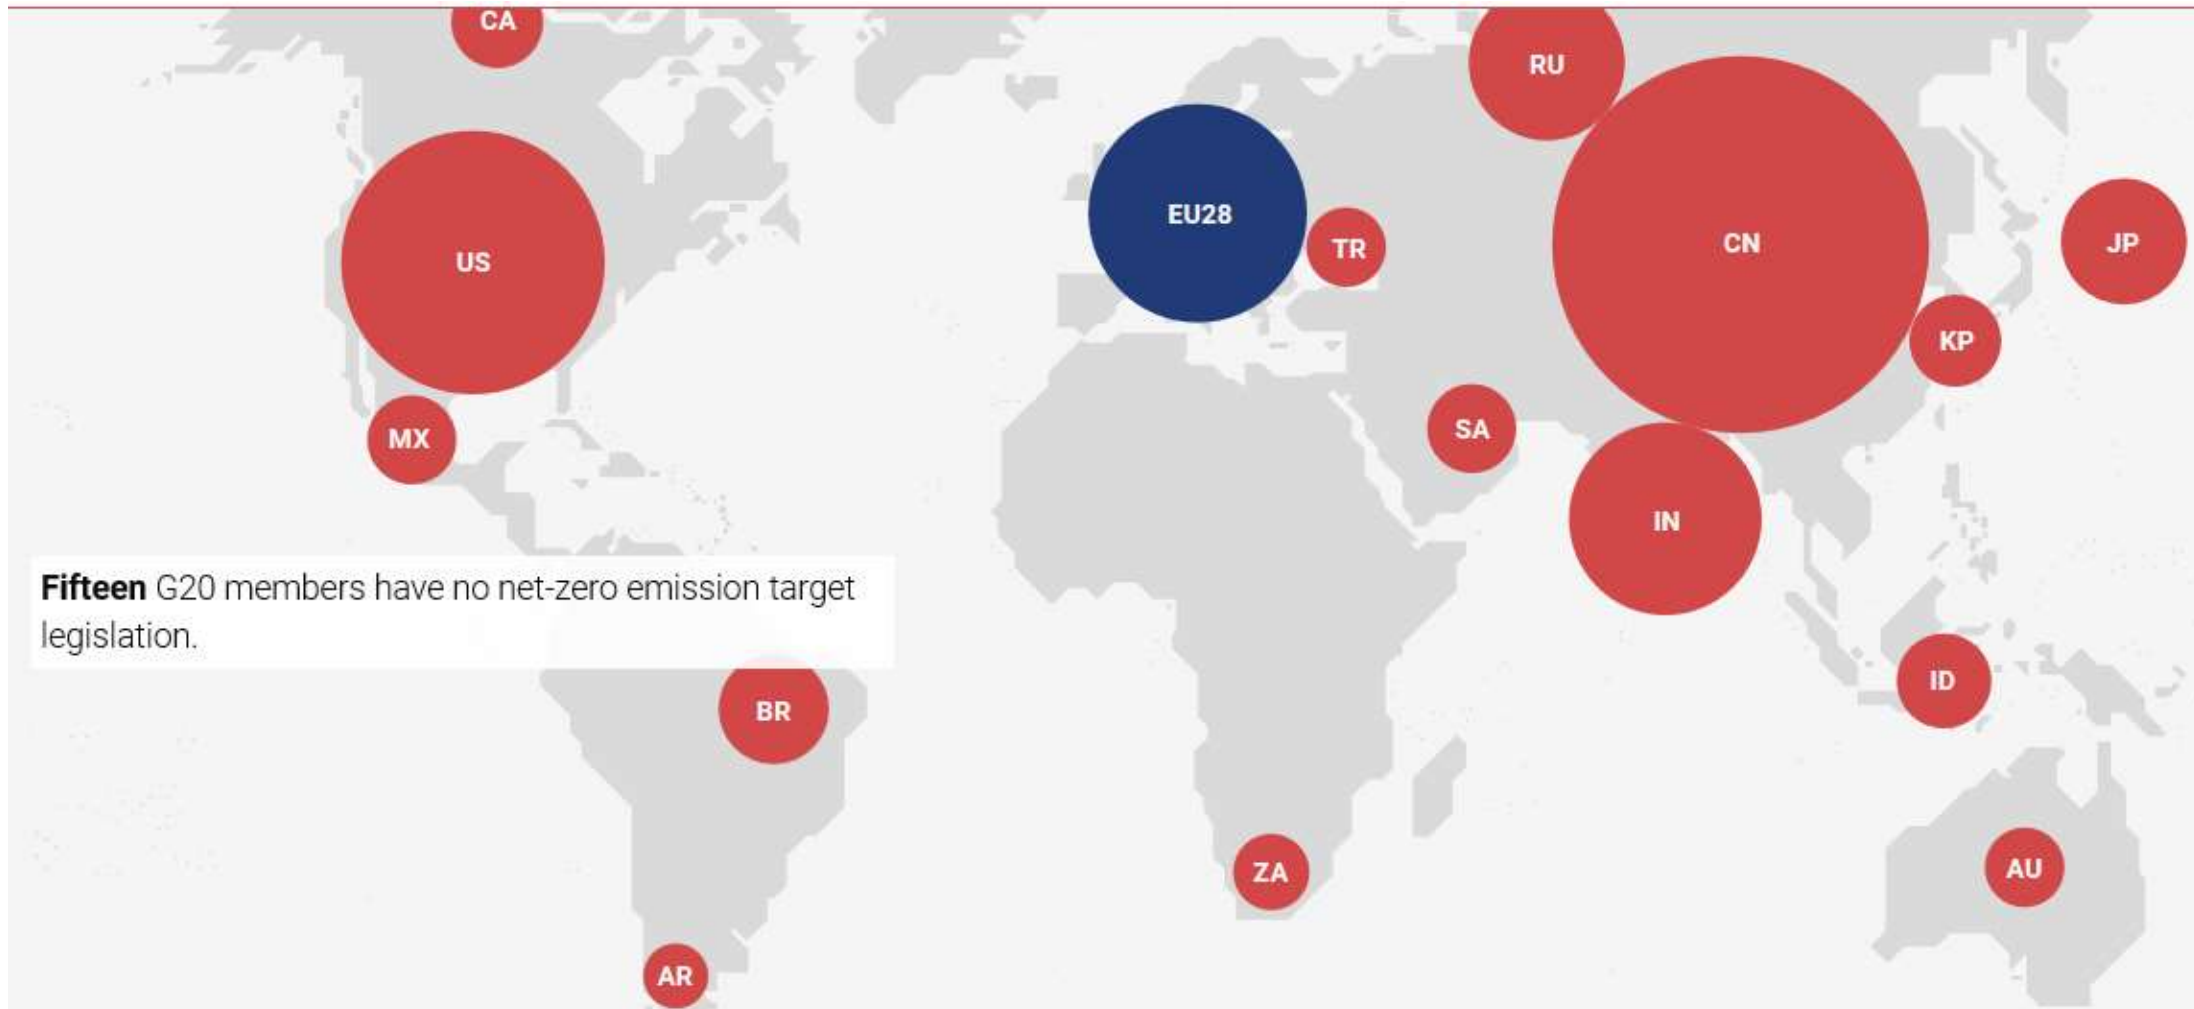 CA
RU
US
EU28
TR
CN
JP
KP
MX
SA
IN
Fifteen G20 members have no net-zero emission target
legislation.
BR
ID
ZA
AU
AR